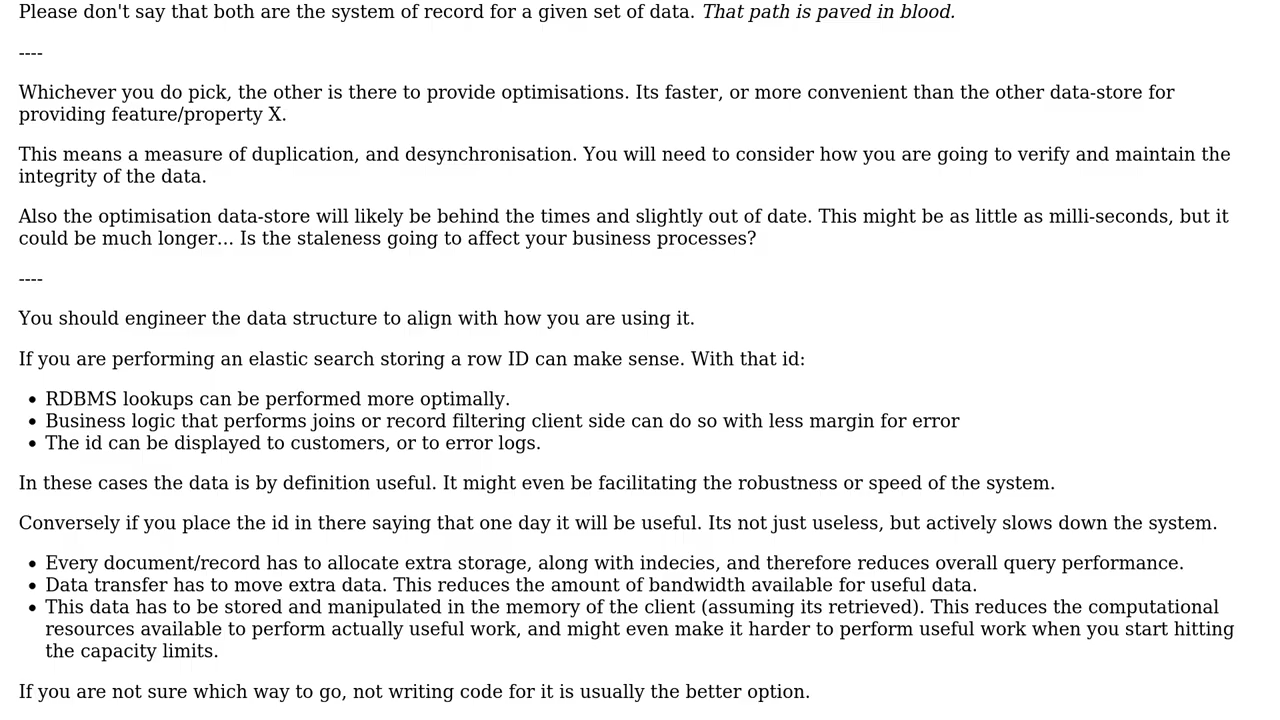 Please don't say that both are the system of record for a given set of data. That path is paved in blood.
----
Whichever you do pick, the other is there to provide optimisations. Its faster, or more convenient than the other data-store for
providing feature/property X.
This means a measure of duplication, and desynchronisation. You will need to consider how you are going to verify and maintain the
integrity of the data.
Also the optimisation data-store will likely be behind the times and slightly out of date. This might be as little as milli-seconds, but it
could be much longer... Is the staleness going to affect your business processes?
----
You should engineer the data structure to align with how you are using it.
If you are performing an elastic search storing a row ID can make sense. With that id:
• RDBMS lookups can be performed more optimally.
• Business logic that performs joins or record filtering client side can do so with less margin for error
• The id can be displayed to customers, or to error logs.
In these cases the data is by definition useful. It might even be facilitating the robustness or speed of the system.
Conversely if you place the id in there saying that one day it will be useful. Its not just useless, but actively slows down the system.
• Every document/record has to allocate extra storage, along with indecies, and therefore reduces overall query performance.
• Data transfer has to move extra data. This reduces the amount of bandwidth available for useful data.
• This data has to be stored and manipulated in the memory of the client (assuming its retrieved). This reduces the computational
resources available to perform actually useful work, and might even make it harder to perform useful work when you start hitting
the capacity limits.
If you are not sure which way to go, not writing code for it is usually the better option.